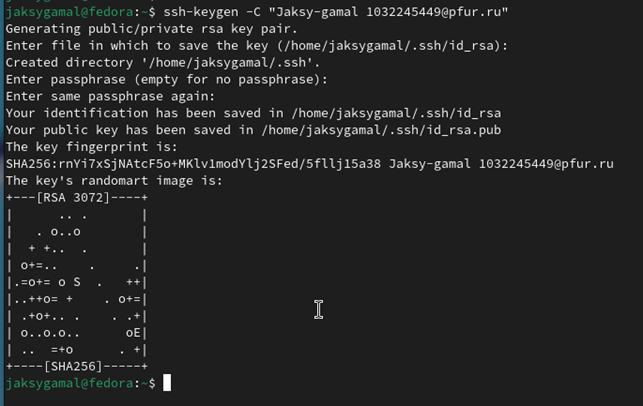 jaksygamal@fedora:~$ ssh-keygen -C "Jaksy-gamal 1032245449@pfur.ru"
Generating public/private rsa key pair.
Enter file in which to save the key (/home/jaksygamal/.ssh/id_rsa):
Created directory '/home/jaksygamal/.ssh'.
Enter passphrase (empty for no passphrase):
Enter same passphrase again:
Your identification has been saved in /home/jaksygamal/.ssh/id_rsa
Your public key has been saved in /home/jaksygamal/.ssh/id_rsa.pub
The key fingerprint is:
SHA256:rnYi7xSjNAtcF5o+MKlv1modYlj2SFed/5fllj15a38 Jaksy-gamal 1032245449@pfur.ru
The key's randomart image is:
+---[RSA 3072]----+
|      .. .       |
|   . o..o        |
|  + +..  .       |
| o+=..    .     .|
|.=o+= o S  .   ++|
|..++o= +    . o+=|
| .+o+.. .    . .+|
| o..o.o..      oE|
| ..  =+o      . +|
+----[SHA256]-----+
jaksygamal@fedora:~$